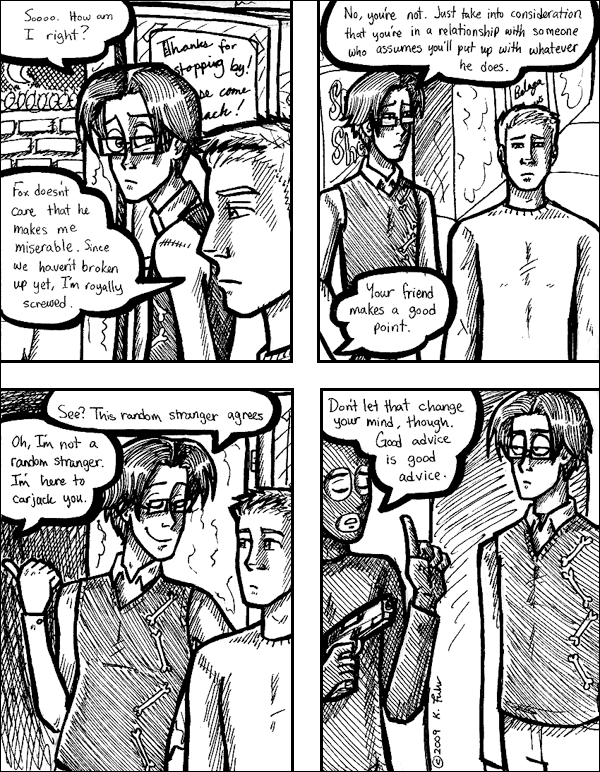 Soooo. How am
I right?
Thanks for
stopping by!
se come
ack!
Fox doesn't
care that he
makes me
miserable. Since
we haven't broken
up yet, I'm royally
screwed.
No, you're not. Just take into consideration
that you're in a relationship with someone
who assumes you'll put up with whatever
he does.
Your friend
makes a good
point.
See? This random stranger agrees
Oh, I'm not a
random stranger.
I'm here to
carjack you.
Don't let that change
your mind, though.
Good advice
is good
advice.